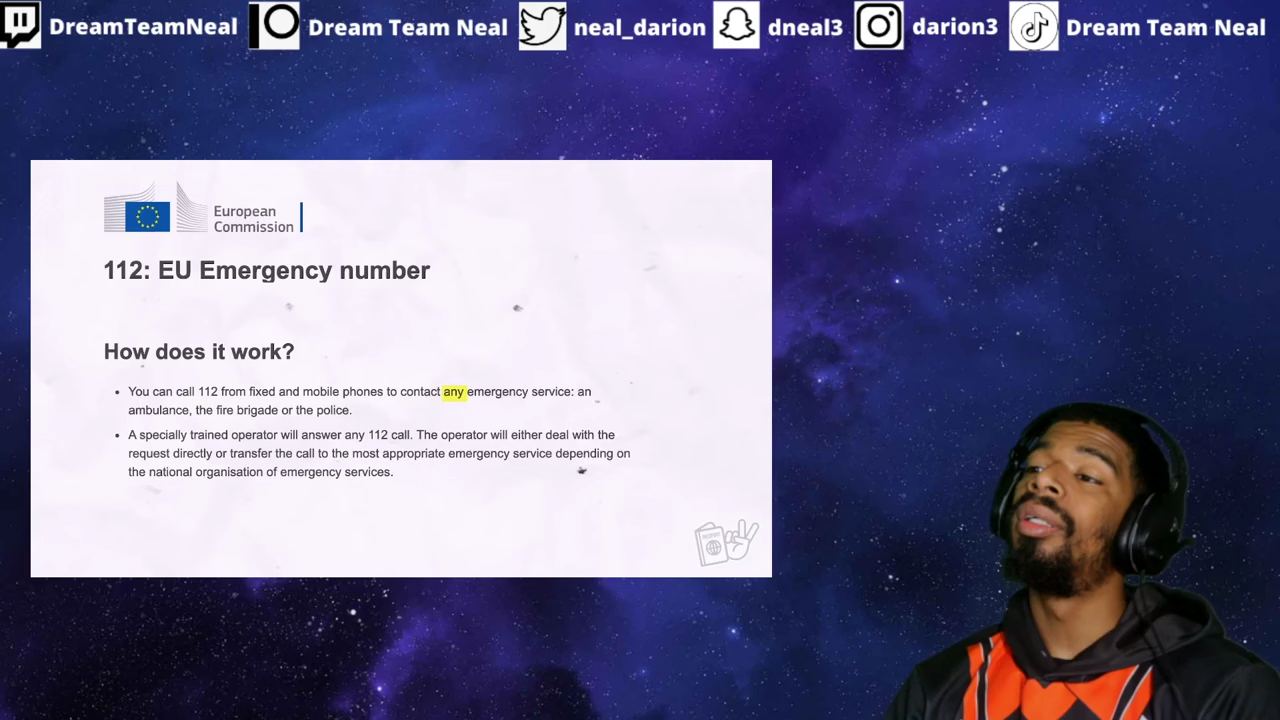 DreamTeamNeal Dream Team Neal neal_darion dneal3 darion3 Dream Team Neal
European
Commission
112: EU Emergency number
How does it work?
• You can call 112 from fixed and mobile phones to contact any emergency service: an
ambulance, the fire brigade or the police.
• A specially trained operator will answer any 112 call. The operator will either deal with the
request directly or transfer the call to the most appropriate emergency service depending on
the national organisation of emergency services.